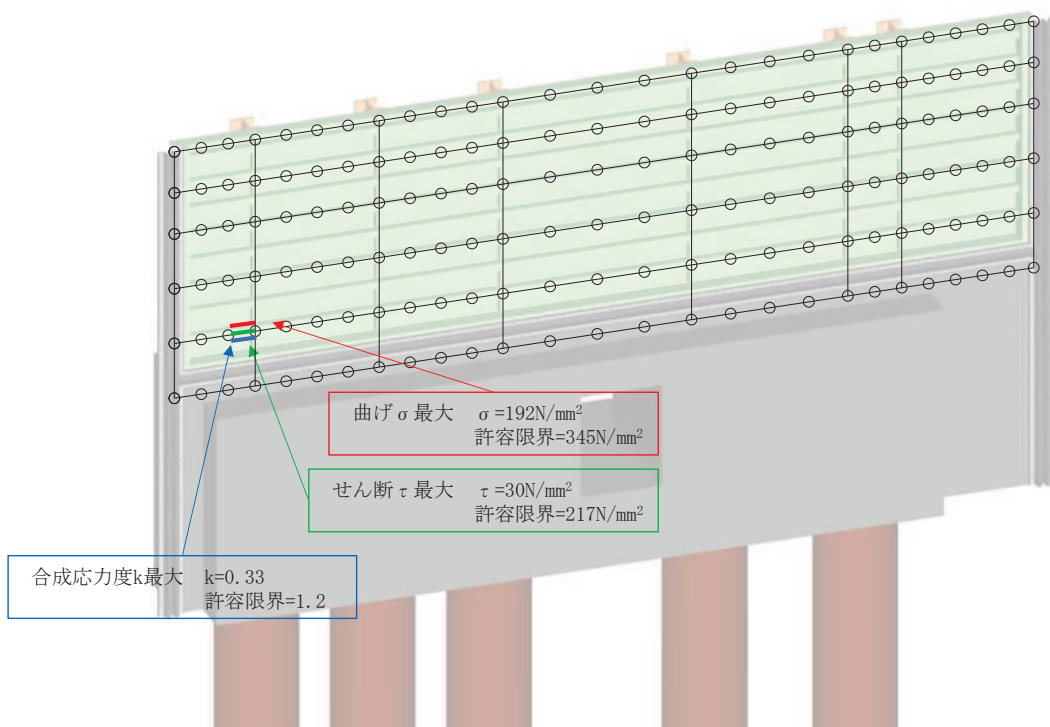 曲げσ最大 σ=192N/mm²
許容限界=345N/mm²
せん断τ最大 τ=30N/mm²
許容限界=217N/mm²
合成応力度k最大 k=0.33
許容限界=1.2